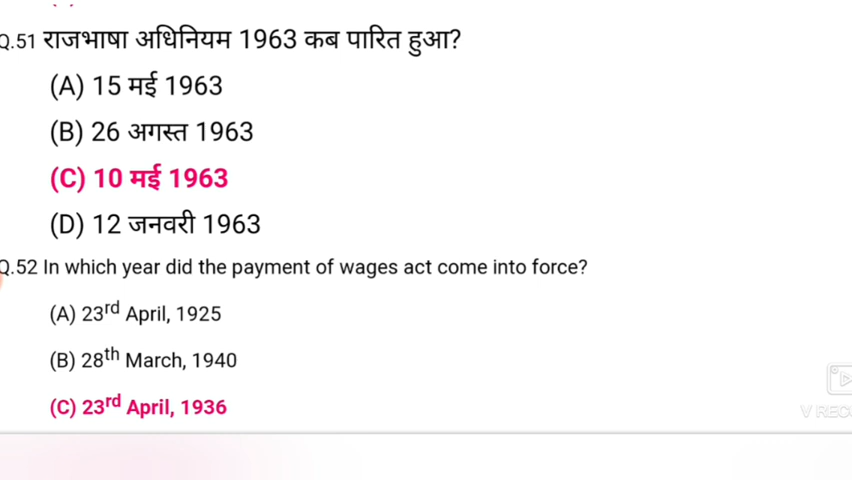 Q.51 राजभाषा अधिनियम 1963 कब पारित हुआ?
(A) 15 मई 1963
(B) 26 अगस्त 1963
(C) 10 मई 1963
(D) 12 जनवरी 1963
Q.52 In which year did the payment of wages act come into force?
(A) 23rd April, 1925
(B) 28th March, 1940
(C) 23rd April, 1936
V REC